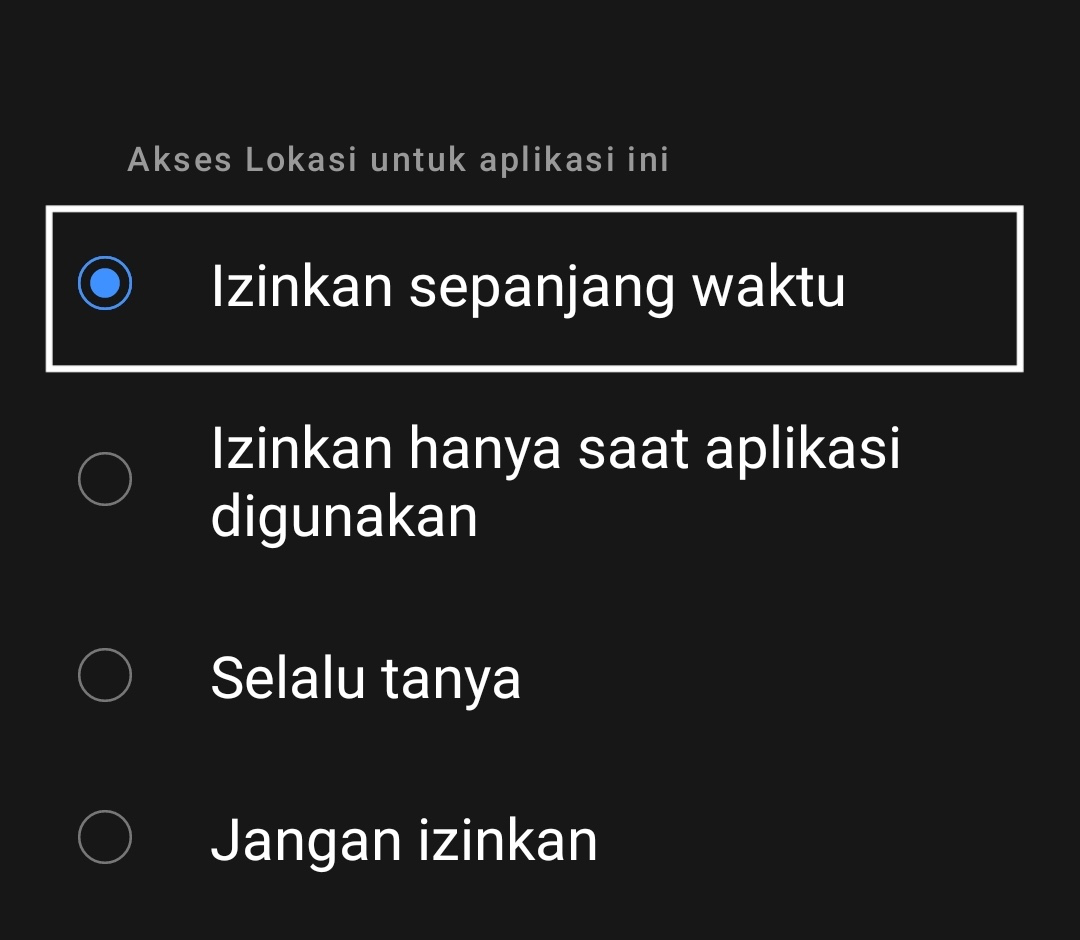 Akses Lokasi untuk aplikasi ini
Izinkan sepanjang waktu
Izinkan hanya saat aplikasi
digunakan
Selalu tanya
Jangan izinkan